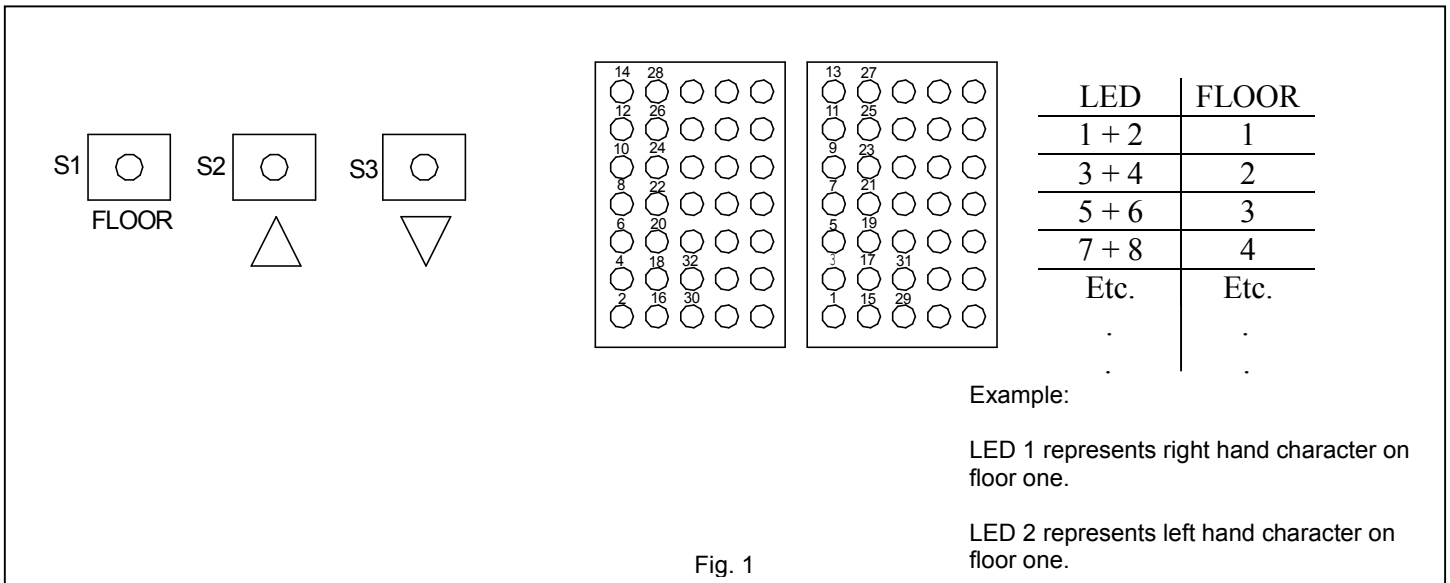 14 28
12 26
10 24
8 22
6 20
4 18 32
2 16 30
13 27
11 25
9 23
7 21
5 19
3 17 31
1 15 29
S1
FLOOR
S2
S3
LED FLOOR
1 + 2 1
3 + 4 2
5 + 6 3
7 + 8 4
Etc. Etc.
. .
. .
Example:
LED 1 represents right hand character on
floor one.
LED 2 represents left hand character on
floor one.
Fig. 1